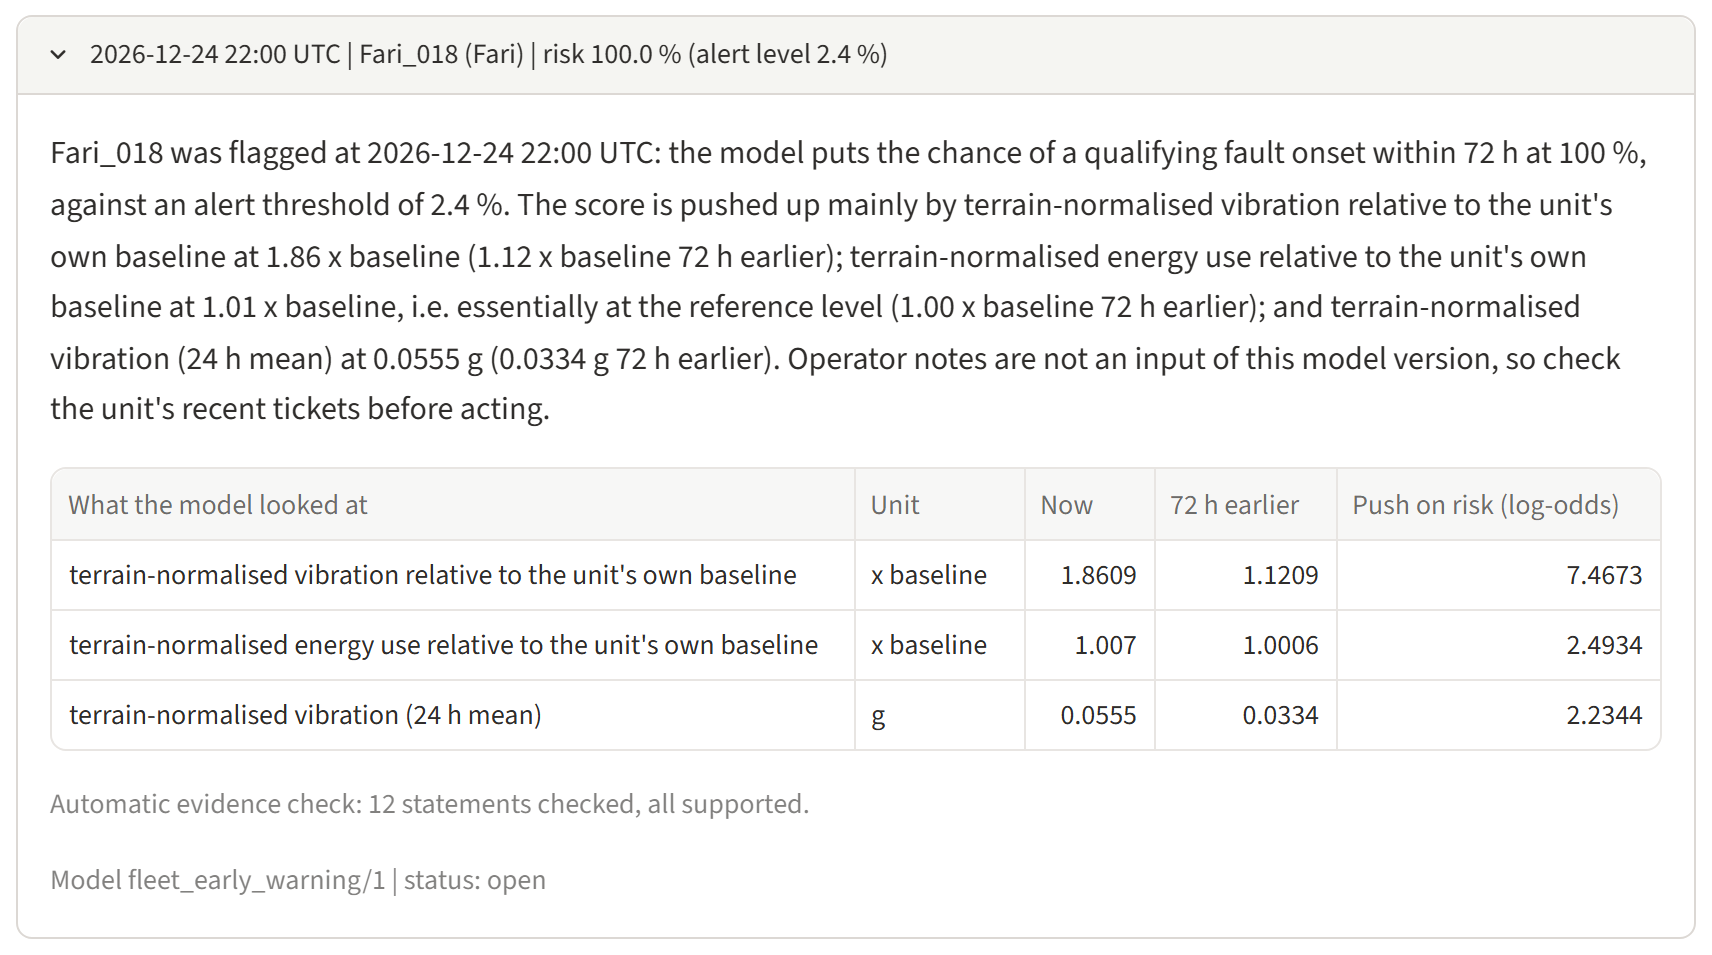 2026-12-24 22:00 UTC | Fari_018 (Fari) | risk 100.0 % (alert level 2.4 %)
Fari_018 was flagged at 2026-12-24 22:00 UTC: the model puts the chance of a qualifying fault onset within 72 h at 100 %,
against an alert threshold of 2.4 %. The score is pushed up mainly by terrain-normalised vibration relative to the unit's
own baseline at 1.86 x baseline (1.12 x baseline 72 h earlier); terrain-normalised energy use relative to the unit's own
baseline at 1.01 x baseline, i.e. essentially at the reference level (1.00 x baseline 72 h earlier); and terrain-normalised
vibration (24 h mean) at 0.0555 g (0.0334 g 72 h earlier). Operator notes are not an input of this model version, so check
the unit's recent tickets before acting.
What the model looked at Unit Now 72 h earlier Push on risk (log-odds)
terrain-normalised vibration relative to the unit's own baseline x baseline 1.8609 1.1209 7.4673
terrain-normalised energy use relative to the unit's own baseline x baseline 1.007 1.0006 2.4934
terrain-normalised vibration (24 h mean) g 0.0555 0.0334 2.2344
Automatic evidence check: 12 statements checked, all supported.
Model fleet_early_warning/1 | status: open